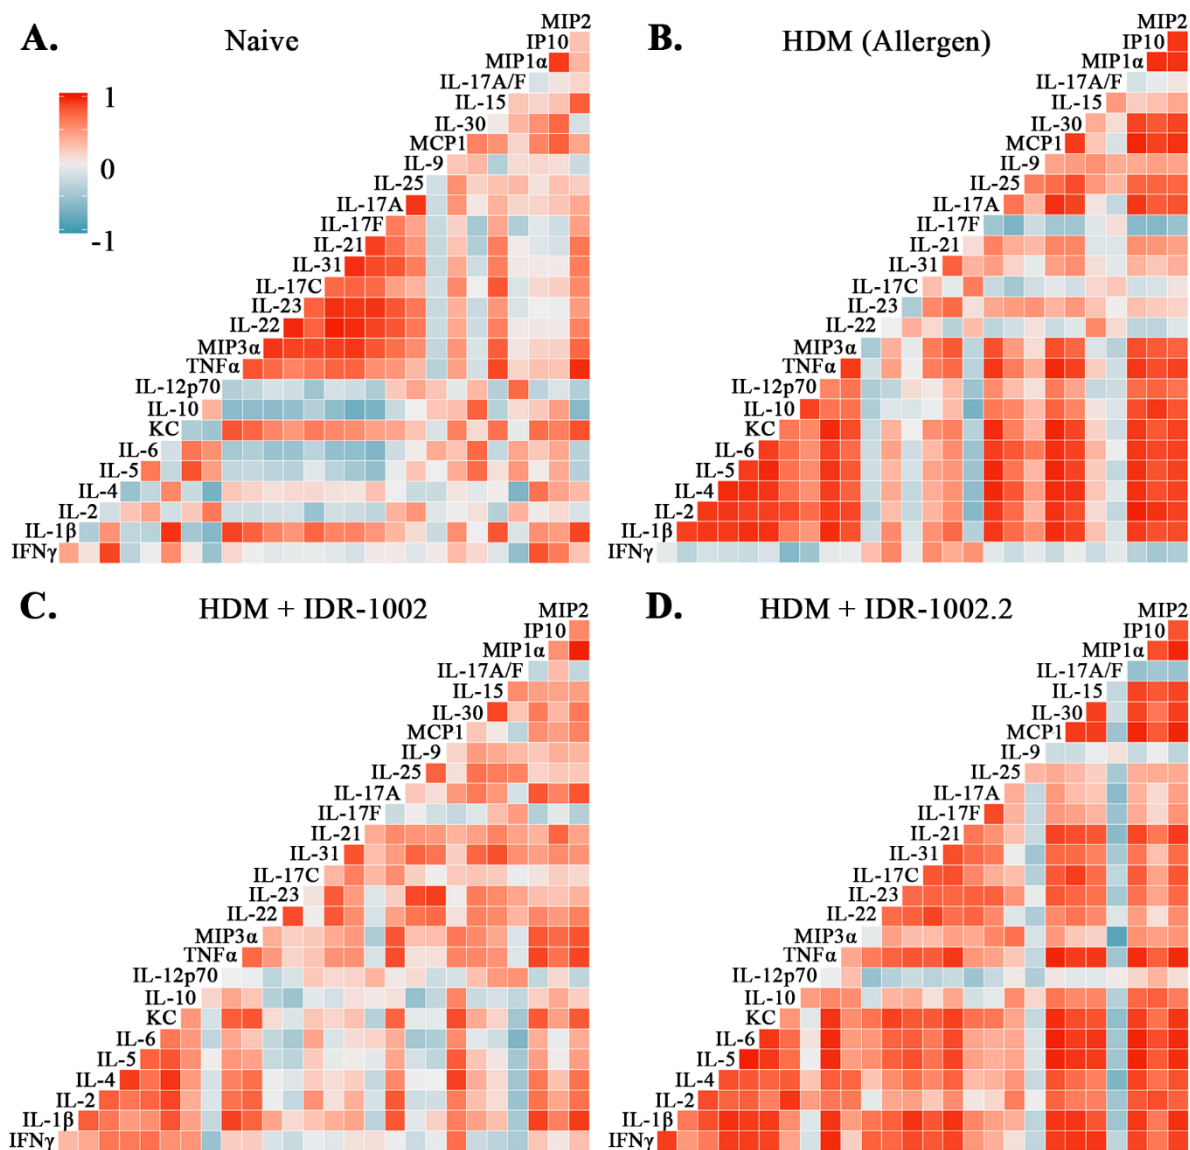 A.
Naive
MIP2
IP10
MIP1α
IL-17A/F
IL-15
IL-30
MCP1
IL-9
IL-25
IL-17A
IL-17F
IL-21
IL-31
IL-17C
IL-23
IL-22
MIP3α
TNFα
IL-12p70
IL-10
KC
IL-6
IL-5
IL-4
IL-2
IL-1β
IFNγ
1
0
-1
B.
HDM (Allergen)
MIP2
IP10
MIP1α
IL-17A/F
IL-15
IL-30
MCP1
IL-9
IL-25
IL-17A
IL-17F
IL-21
IL-31
IL-17C
IL-23
IL-22
MIP3α
TNFα
IL-12p70
IL-10
KC
IL-6
IL-5
IL-4
IL-2
IL-1β
IFNγ
C.
HDM + IDR-1002
MIP2
IP10
MIP1α
IL-17A/F
IL-15
IL-30
MCP1
IL-9
IL-25
IL-17A
IL-17F
IL-21
IL-31
IL-17C
IL-23
IL-22
MIP3α
TNFα
IL-12p70
IL-10
KC
IL-6
IL-5
IL-4
IL-2
IL-1β
IFNγ
D.
HDM + IDR-1002.2
MIP2
IP10
MIP1α
IL-17A/F
IL-15
IL-30
MCP1
IL-9
IL-25
IL-17A
IL-17F
IL-21
IL-31
IL-17C
IL-23
IL-22
MIP3α
TNFα
IL-12p70
IL-10
KC
IL-6
IL-5
IL-4
IL-2
IL-1β
IFNγ